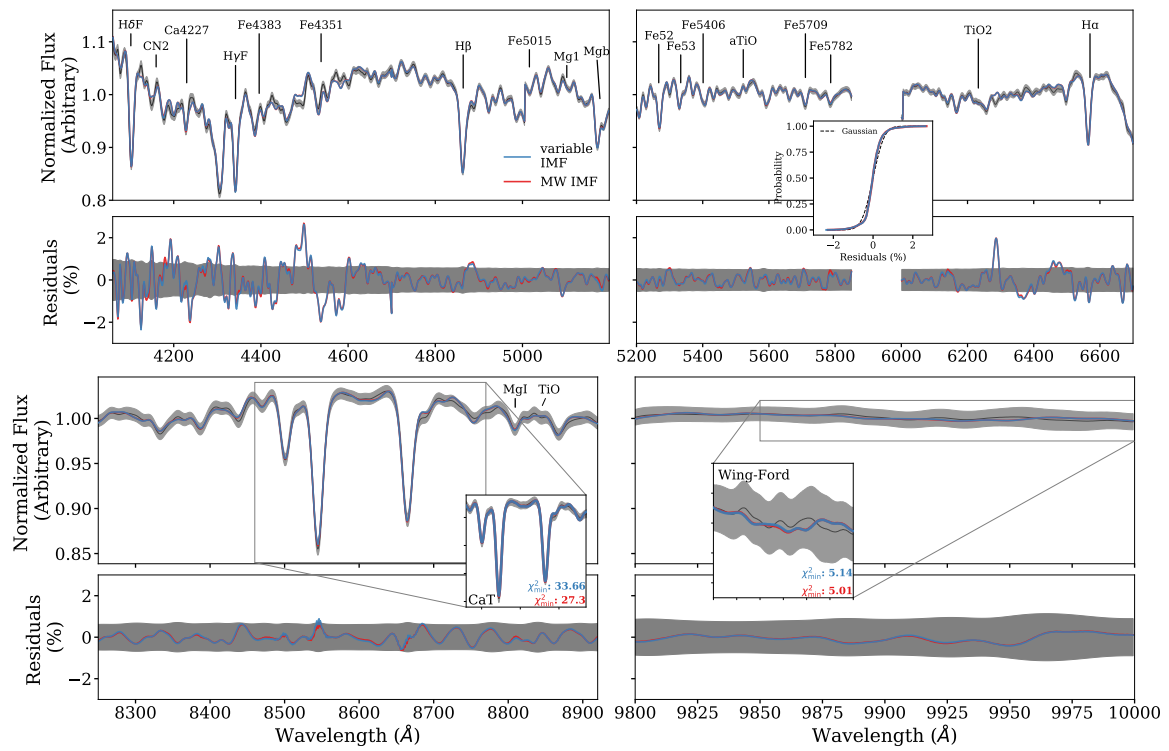 Normalized Flux
(Arbitrary)
1.1
1.0
0.9
0.8
HδF
CN2
Ca4227
HγF
Fe4383
Fe4351
Hβ
Fe5015
Mg1
Mgb
variable
IMF
MW IMF
Fe52
Fe53
Fe5406
aTiO
Fe5709
Fe5782
TiO2
Hα
Gaussian
Probability
1.00
0.75
0.50
0.25
0.00
−2
0
2
Residuals (%)
Residuals
(%)
2
0
−2
4200
4400
4600
4800
5000
5200
5300
5400
5500
5600
5700
5800
6000
6100
6200
6300
6400
6500
6600
Normalized Flux
(Arbitrary)
1.00
0.95
0.90
0.85
MgI
TiO
CaT
χ²min: 33.66
χ²min: 27.3
Wing-Ford
χ²min: 5.14
χ²min: 5.01
Residuals
(%)
2
0
−2
8300
8400
8500
8600
8700
8800
8900
Wavelength (Å)
9800
9825
9850
9875
9900
9925
9950
9975
10000
Wavelength (Å)